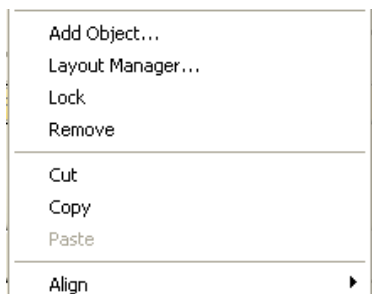 Add Object...
Layout Manager...
Lock
Remove
Cut
Copy
Paste
Align